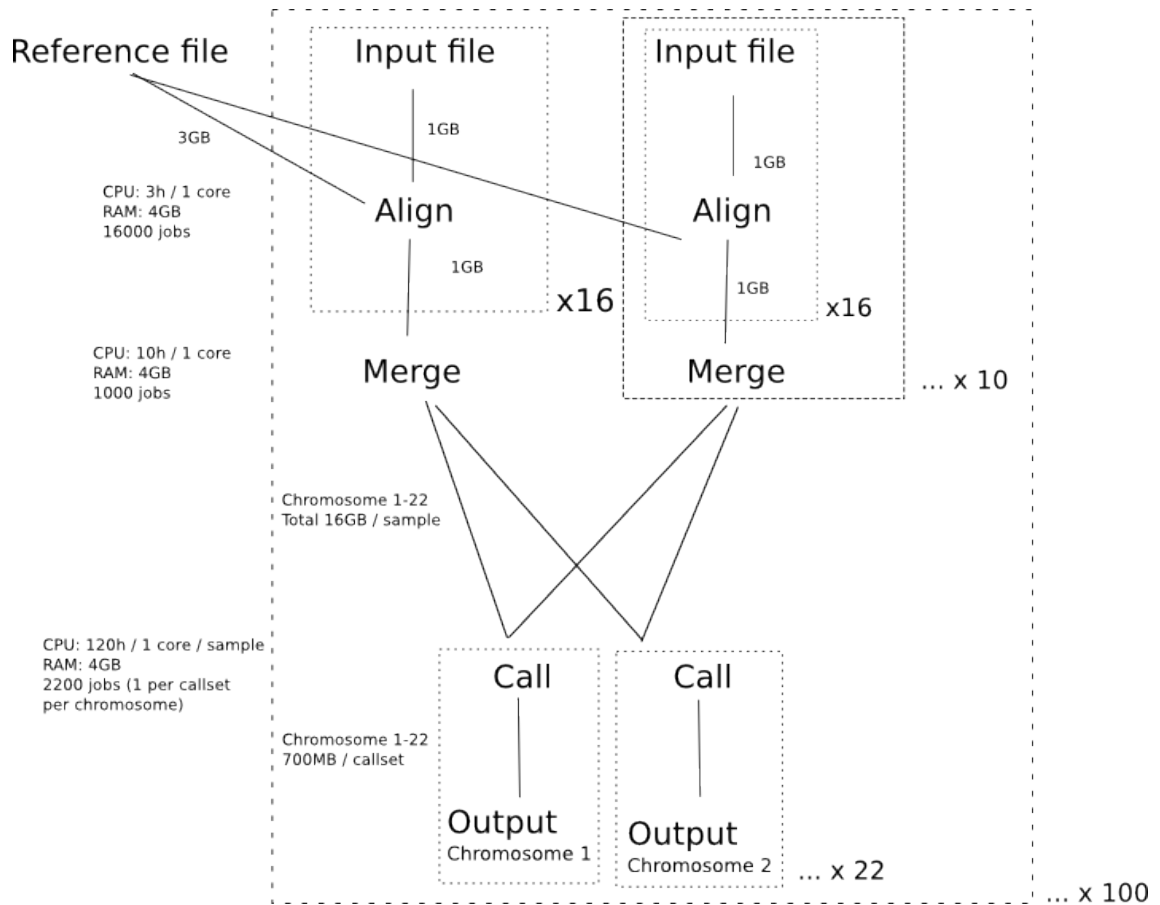 Reference file
Input file
Input file
3GB
1GB
1GB
CPU: 3h / 1 core
RAM: 4GB
16000 jobs
Align
Align
1GB
1GB
x16
x16
CPU: 10h / 1 core
RAM: 4GB
1000 jobs
Merge
Merge
... x 10
Chromosome 1-22
Total 16GB / sample
CPU: 120h / 1 core / sample
RAM: 4GB
2200 jobs (1 per callset
per chromosome)
Call
Call
Chromosome 1-22
700MB / callset
Output
Chromosome 1
Output
Chromosome 2
... x 22
... x 100